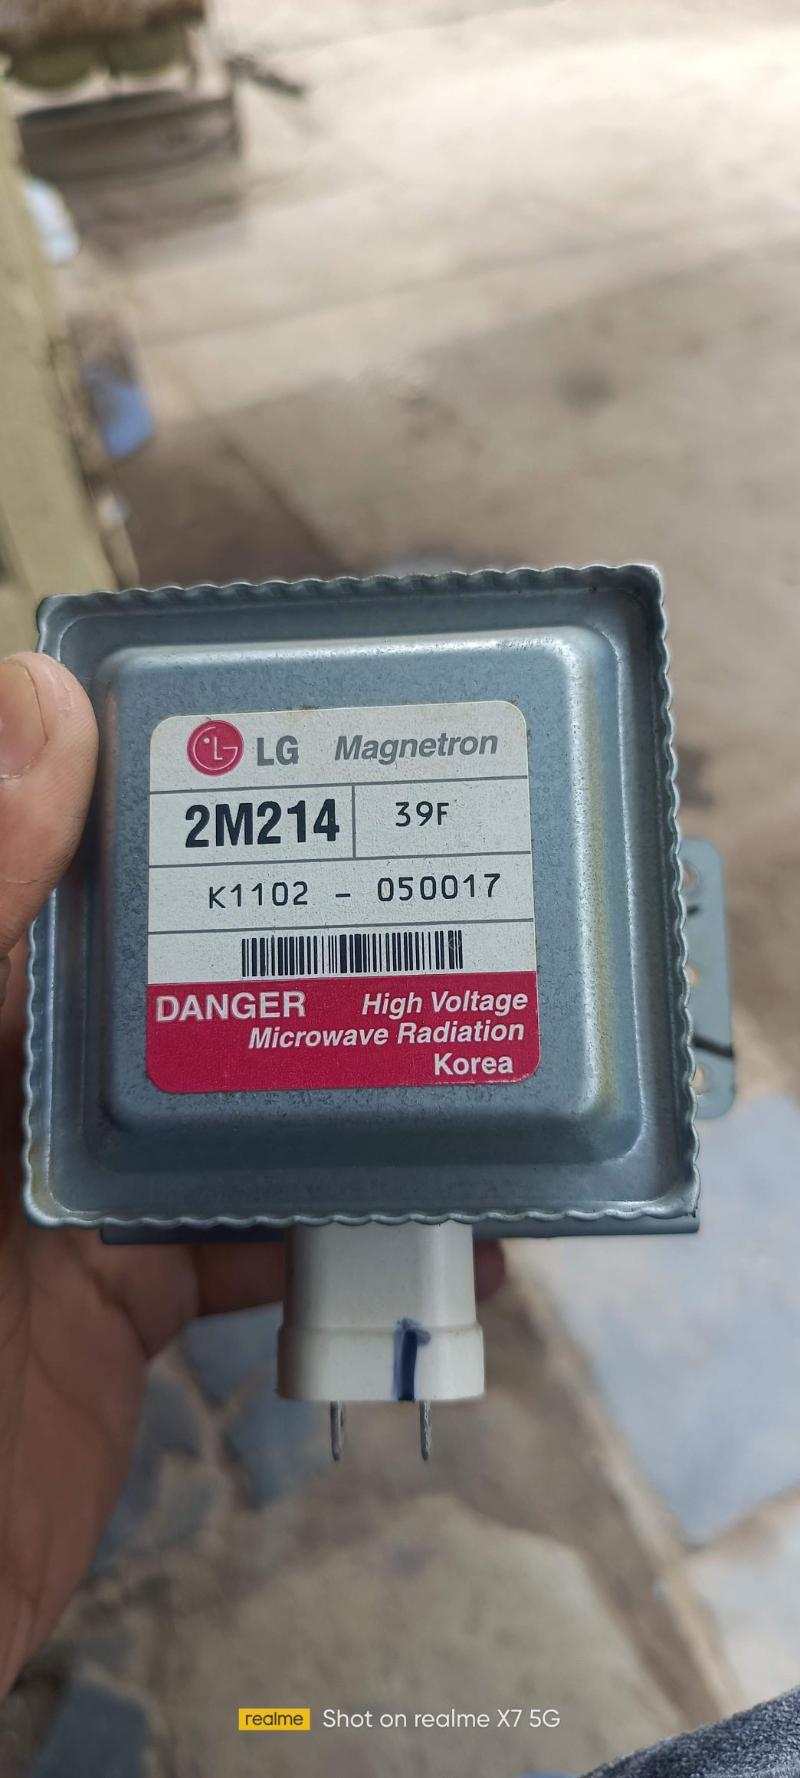 LG Magnetron
2M214 39F
K1102 - 050017
DANGER High Voltage
Microwave Radiation
Korea
realme Shot on realme X7 5G